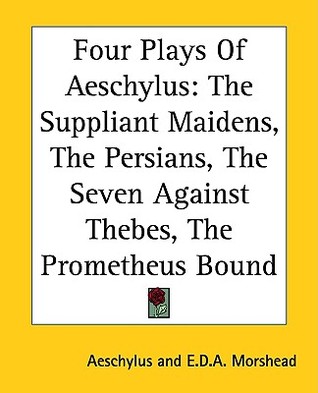 Four Plays Of
Aeschylus: The
Suppliant Maidens,
The Persians, The
Seven Against
Thebes, The
Prometheus Bound
Aeschylus and E.D.A. Morshead